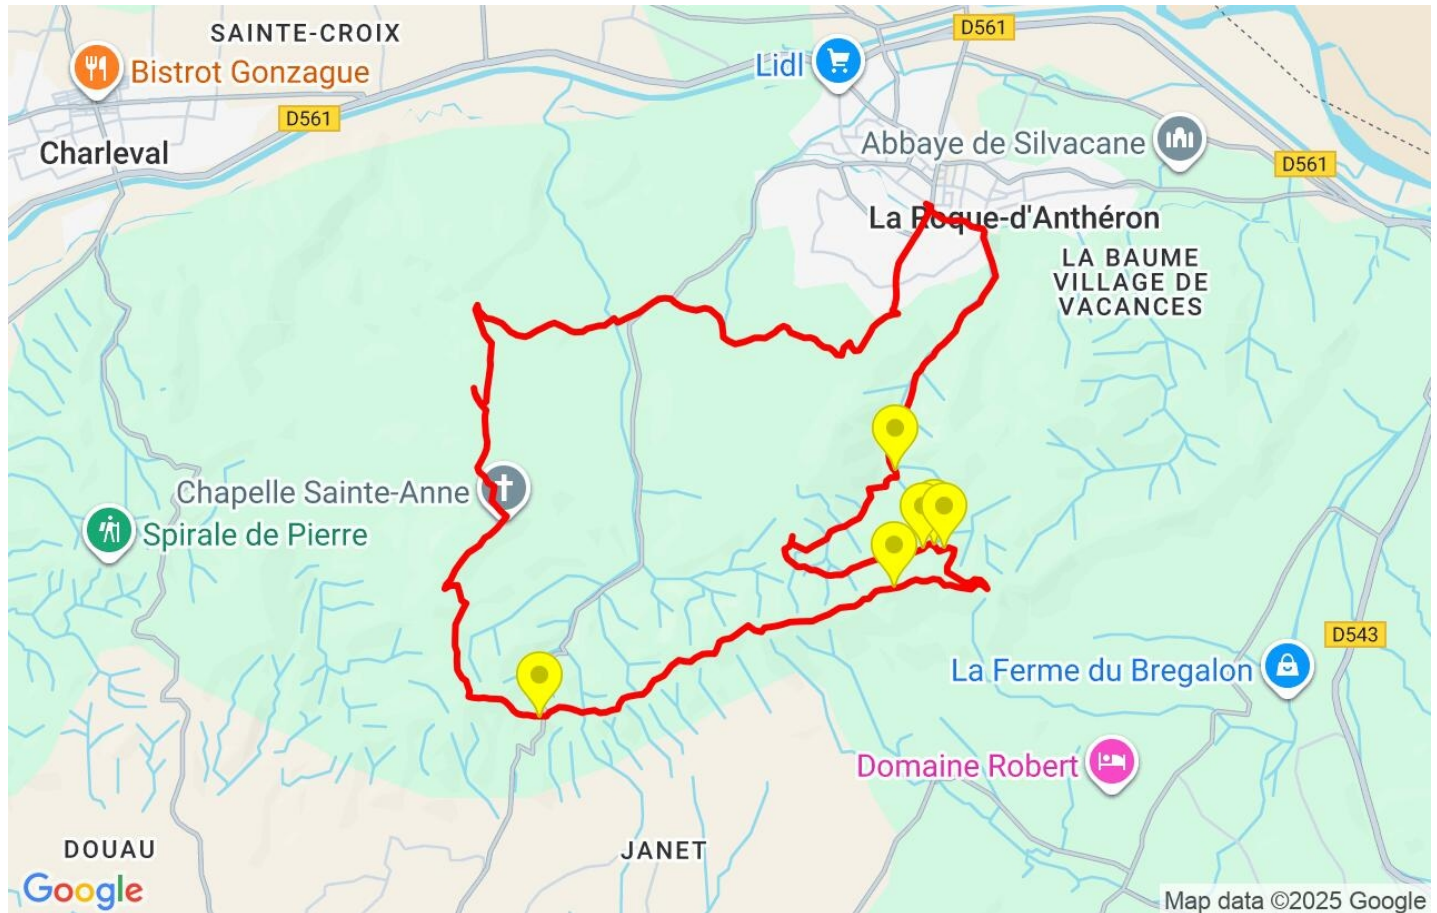 SAINTE-CROIX
Bistrot Gonzague
Lidl
D561
D561
Charleval
Abbaye de Silvacane
D561
La Roque-d'Anthéron
LA BAUME
VILLAGE DE
VACANCES
Chapelle Sainte-Anne
Spirale de Pierre
D543
La Ferme du Bregalon
Domaine Robert
DOUAU
JANET
Google
Map data ©2025 Google